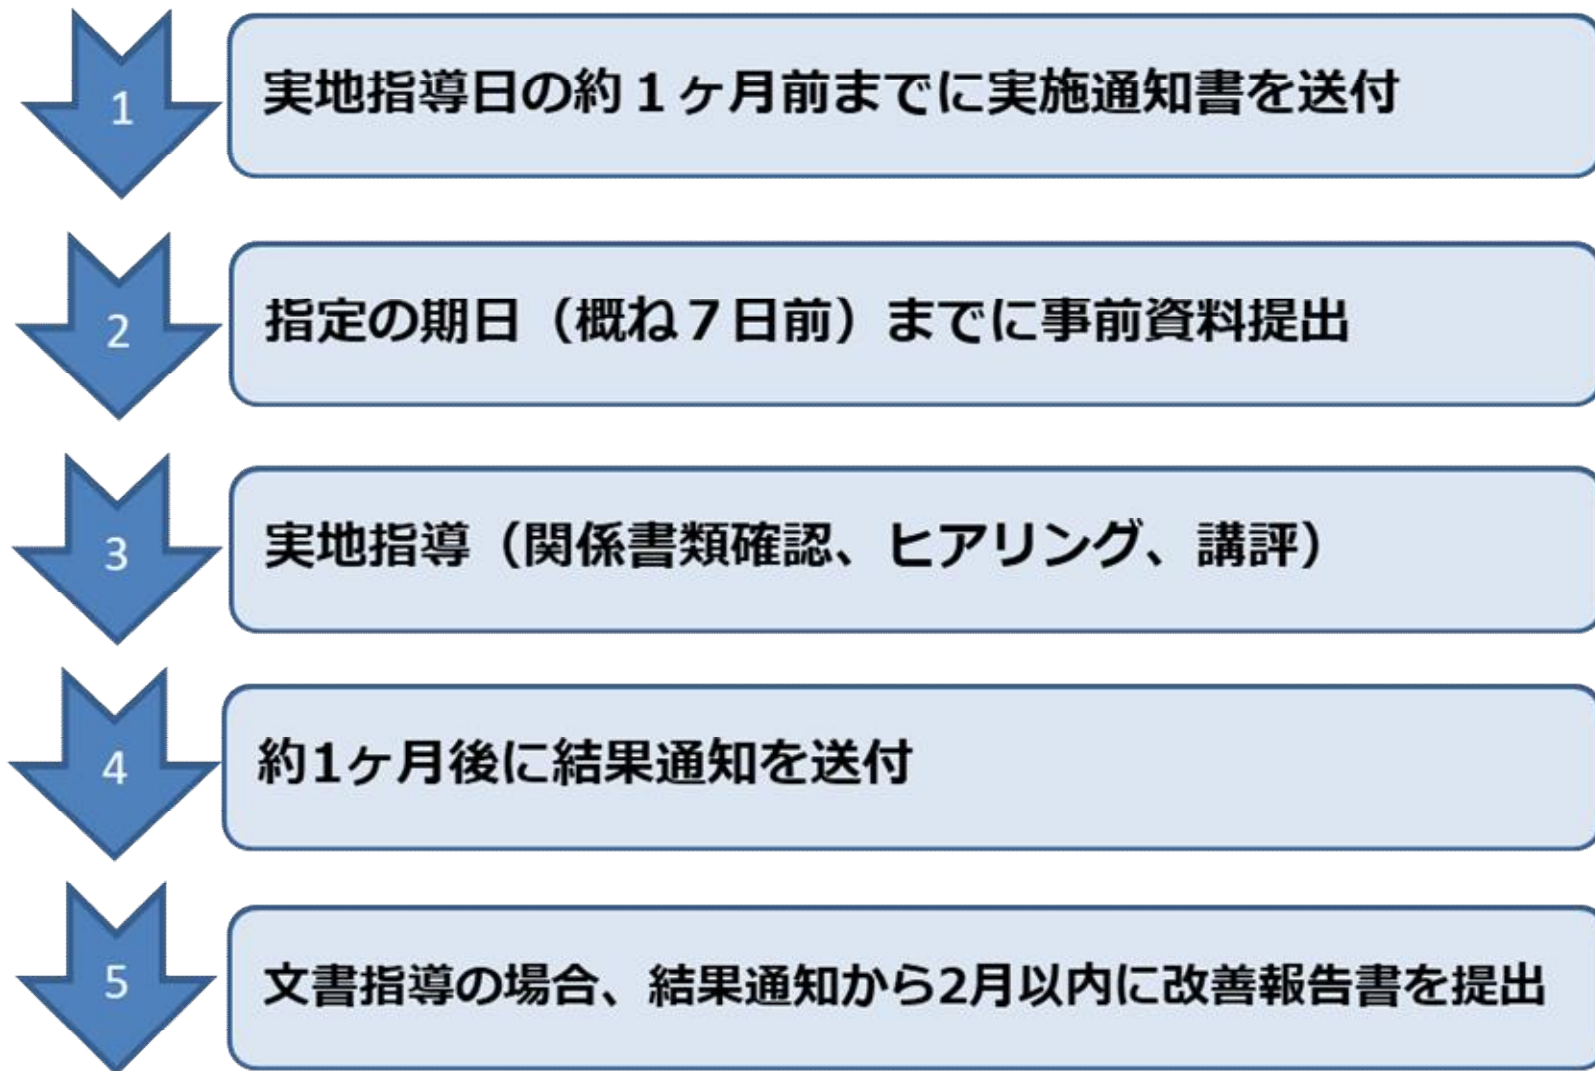 1
実地指導日の約１ヶ月前までに実施通知書を送付
2
指定の期日（概ね７日前）までに事前資料提出
3
実地指導（関係書類確認、ヒアリング、講評）
4
約1ヶ月後に結果通知を送付
5
文書指導の場合、結果通知から2月以内に改善報告書を提出